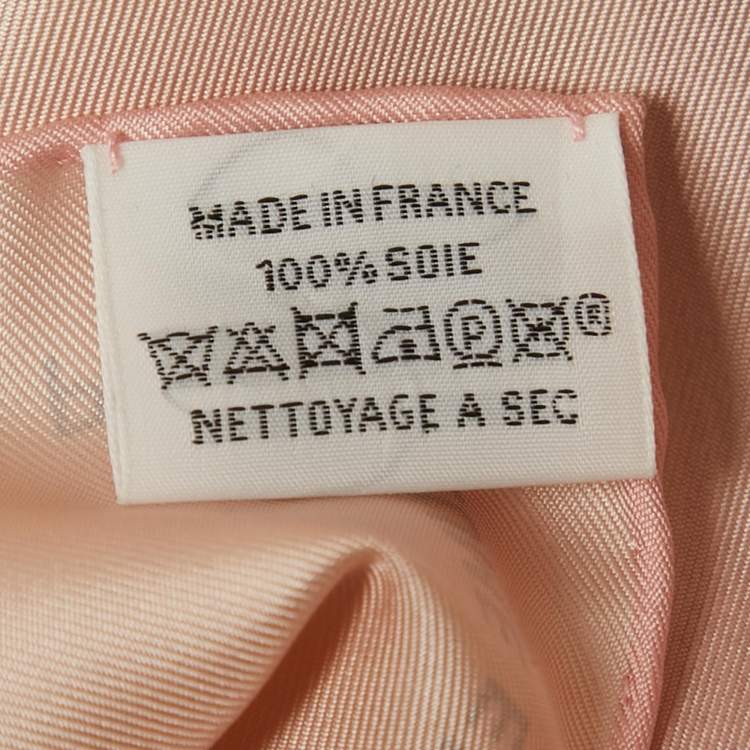 MADE IN FRANCE
100% SOIE
P ®
NETTOYAGE A SEC